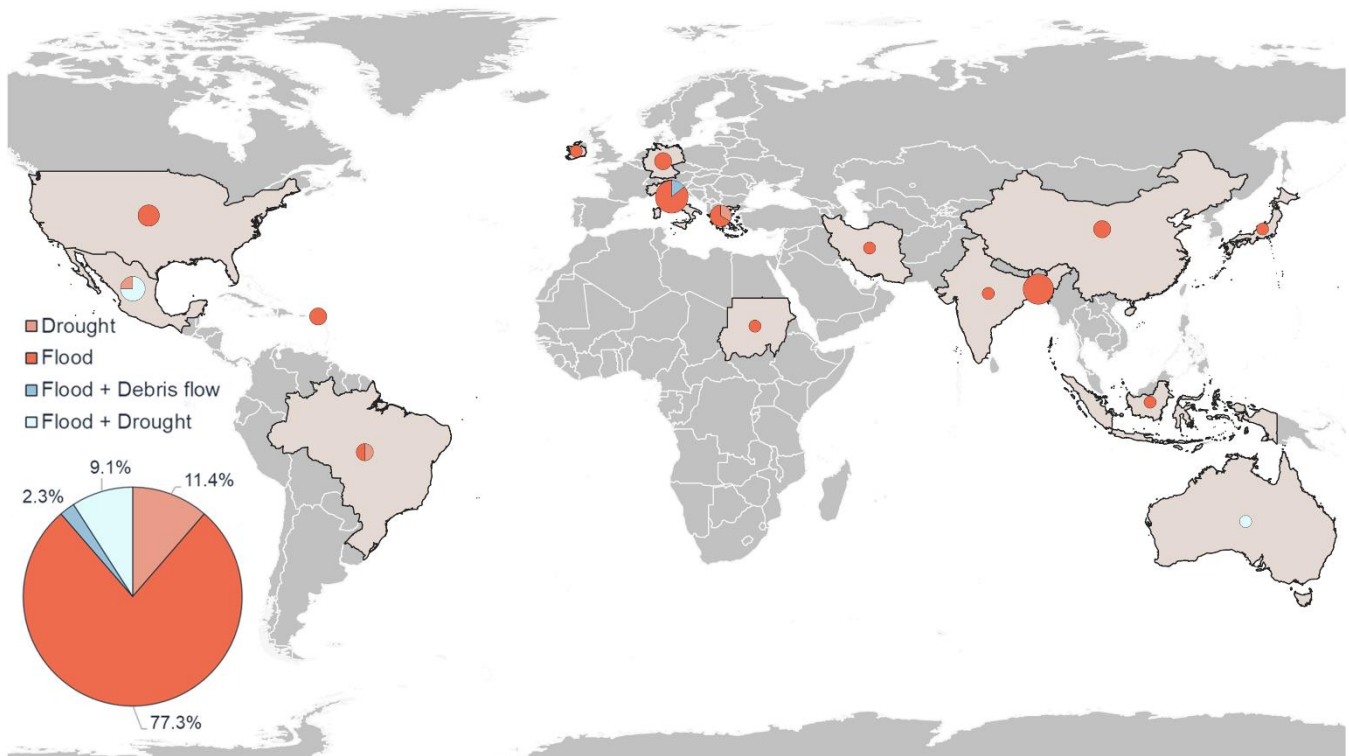 Drought
Flood
Flood + Debris flow
Flood + Drought
9.1%
11.4%
2.3%
77.3%